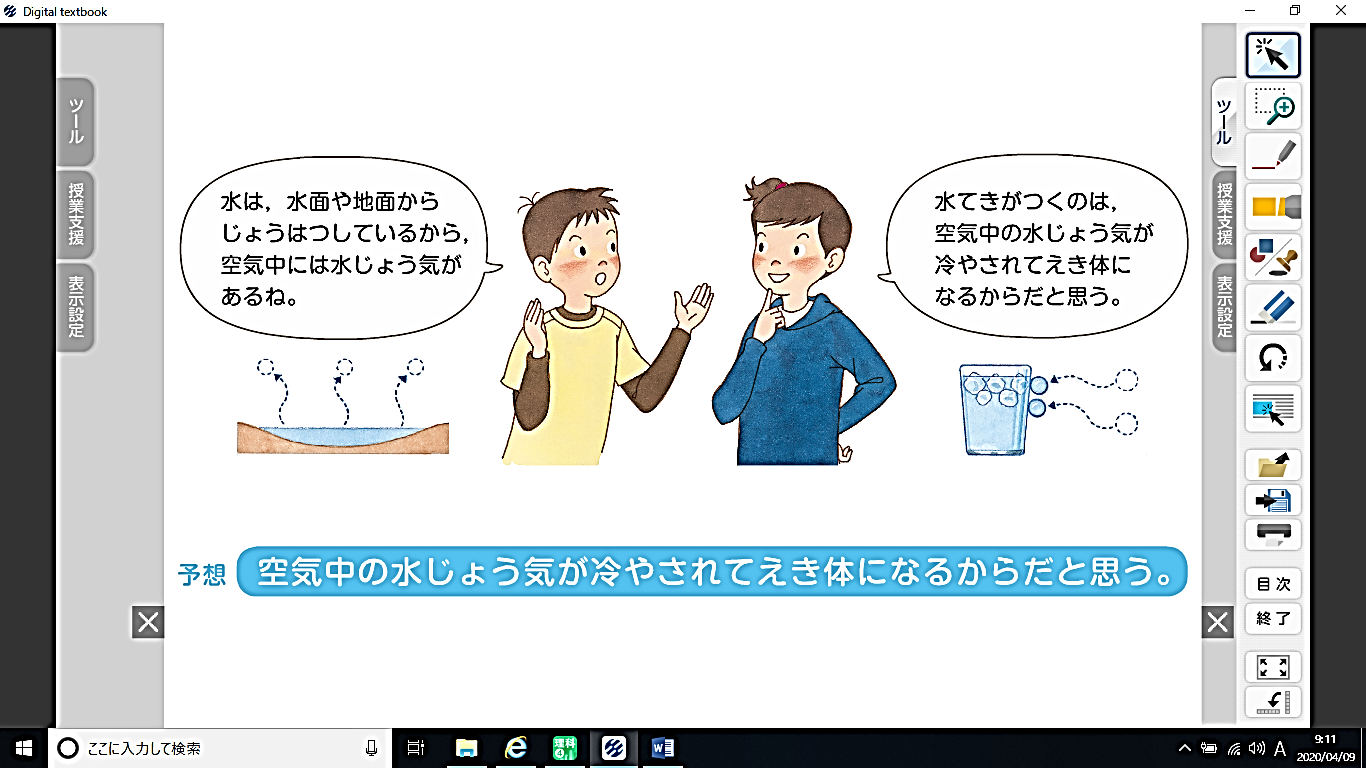 Digital textbook
ツール
授業支援
表示設定
水は，水面や地面から
じょうはつしているから，
空気中には水じょう気が
あるね。
水てきがつくのは，
空気中の水じょう気が
冷やされてえき体に
なるからだと思う。
予想 空気中の水じょう気が冷やされてえき体になるからだと思う。
ツール
授業支援
表示設定
目次
終了
ここに入力して検索
理科
4上
A
9:11
2020/04/09